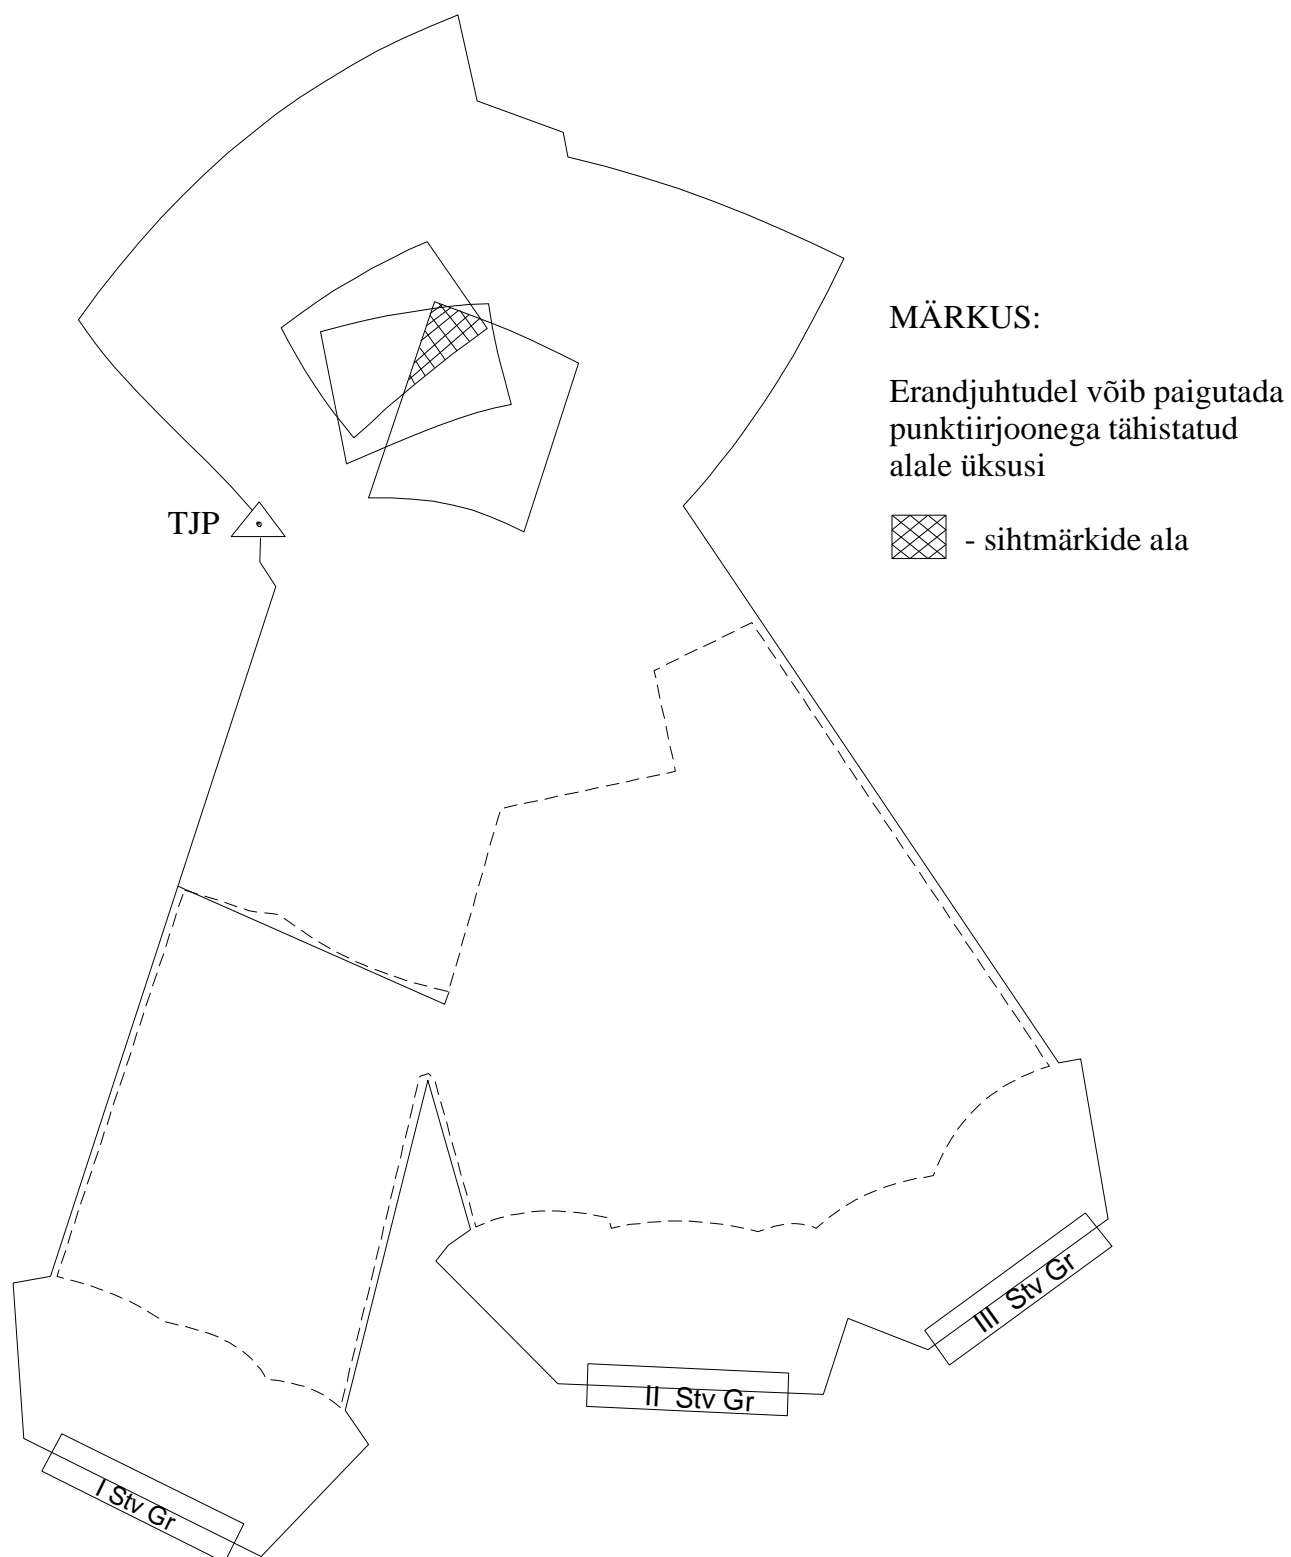 MÄRKUS:
Erandjuhtudel võib paigutada
punktiirjoonega tähistatud
alale üksusi
TJP
- sihtmärkide ala
III Stv Gr
II Stv Gr
I Stv Gr